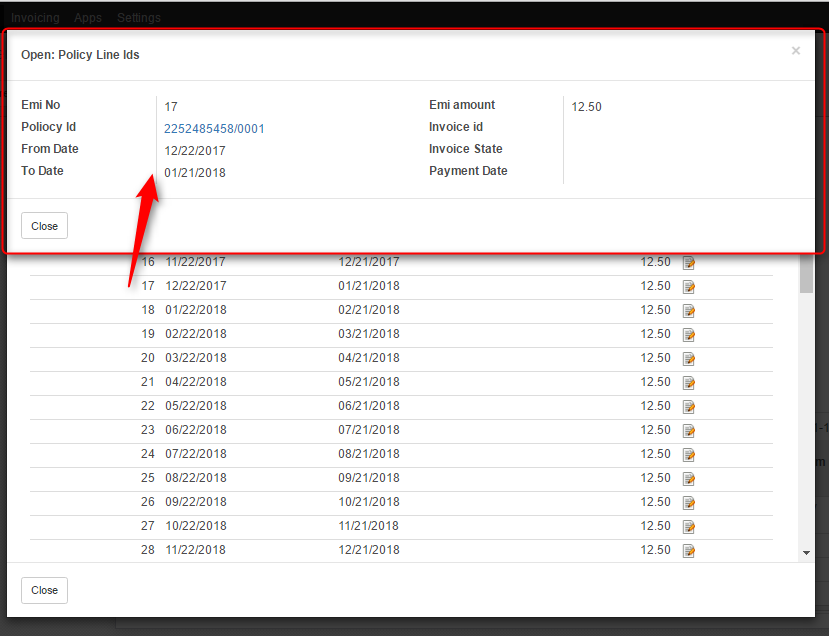 Invoicing Apps Settings
Open: Policy Line Ids ×
Emi No 17 Emi amount 12.50
Poliocy Id 2252485458/0001 Invoice id
From Date 12/22/2017 Invoice State
To Date 01/21/2018 Payment Date
Close
16 11/22/2017 12/21/2017 12.50
17 12/22/2017 01/21/2018 12.50
18 01/22/2018 02/21/2018 12.50
19 02/22/2018 03/21/2018 12.50
20 03/22/2018 04/21/2018 12.50
21 04/22/2018 05/21/2018 12.50
22 05/22/2018 06/21/2018 12.50
23 06/22/2018 07/21/2018 12.50
24 07/22/2018 08/21/2018 12.50
25 08/22/2018 09/21/2018 12.50
26 09/22/2018 10/21/2018 12.50
27 10/22/2018 11/21/2018 12.50
28 11/22/2018 12/21/2018 12.50
Close